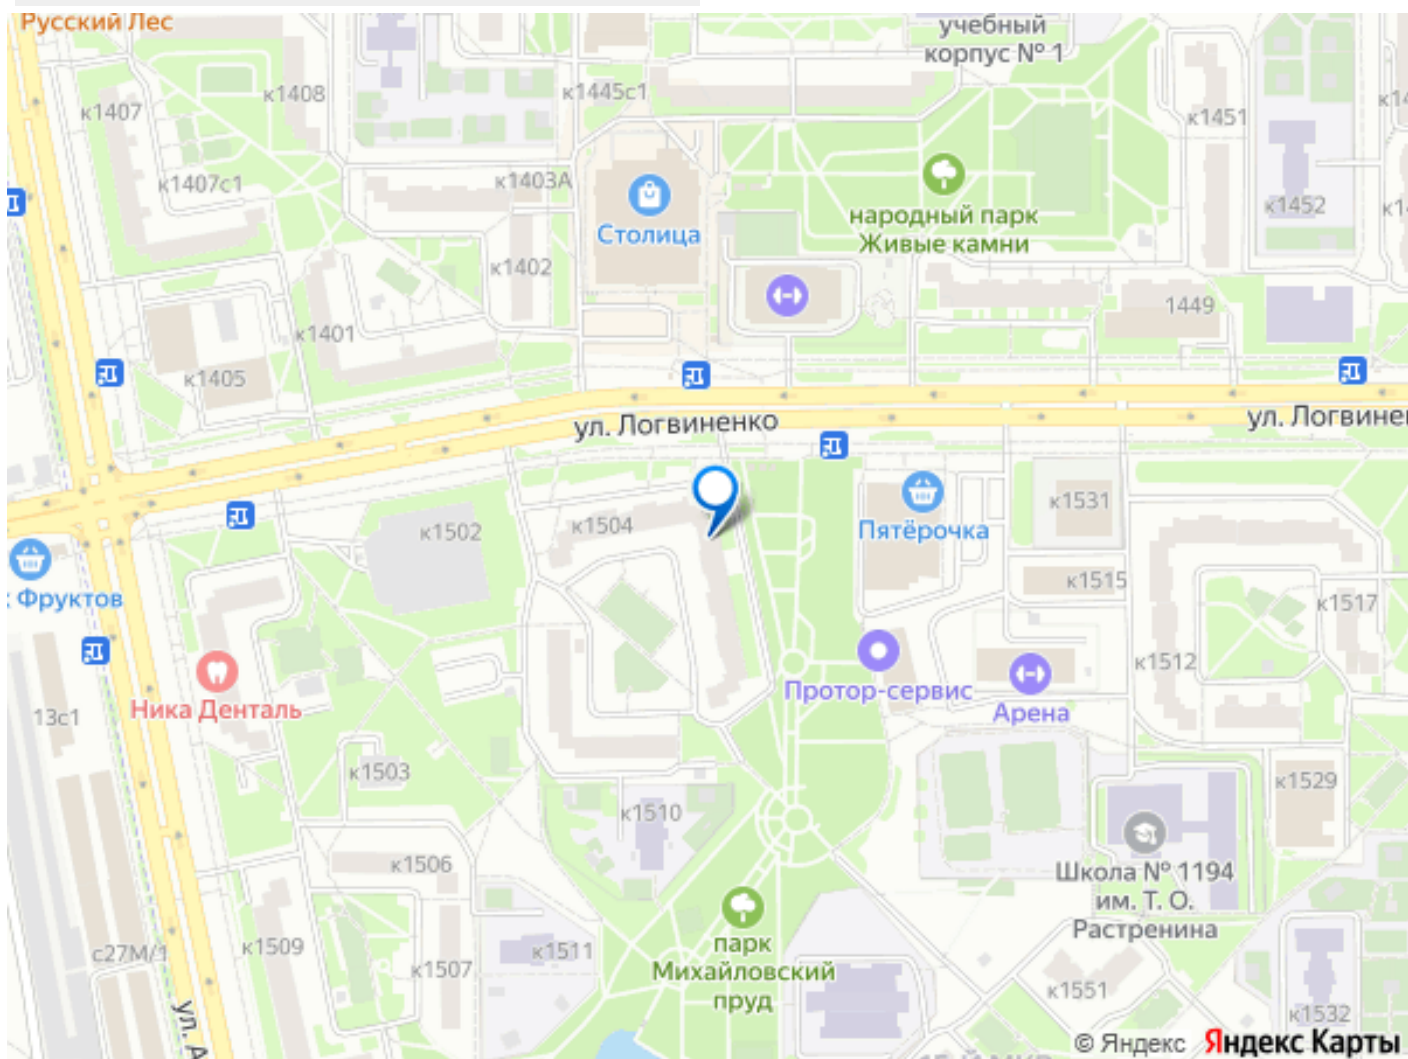 Русский Лес
учебный
корпус № 1
к1407
к1408
к1445с1
к1451
к1407с1
к1403А
к1452
Столица
народный парк
Живые камни
к1402
к1401
1449
к1405
ул. Логвиненко
к1502
к1504
Пятёрочка
к1531
Фруктов
к1515
к1517
к1512
Ника Денталь
13с1
Протор-сервис
Арена
к1503
к1510
к1529
к1506
Школа № 1194
им. Т. О.
Растренина
к1509
с27М/1
к1507
к1511
парк
Михайловский
пруд
к1551
к1532
© Яндекс Яндекс Карты